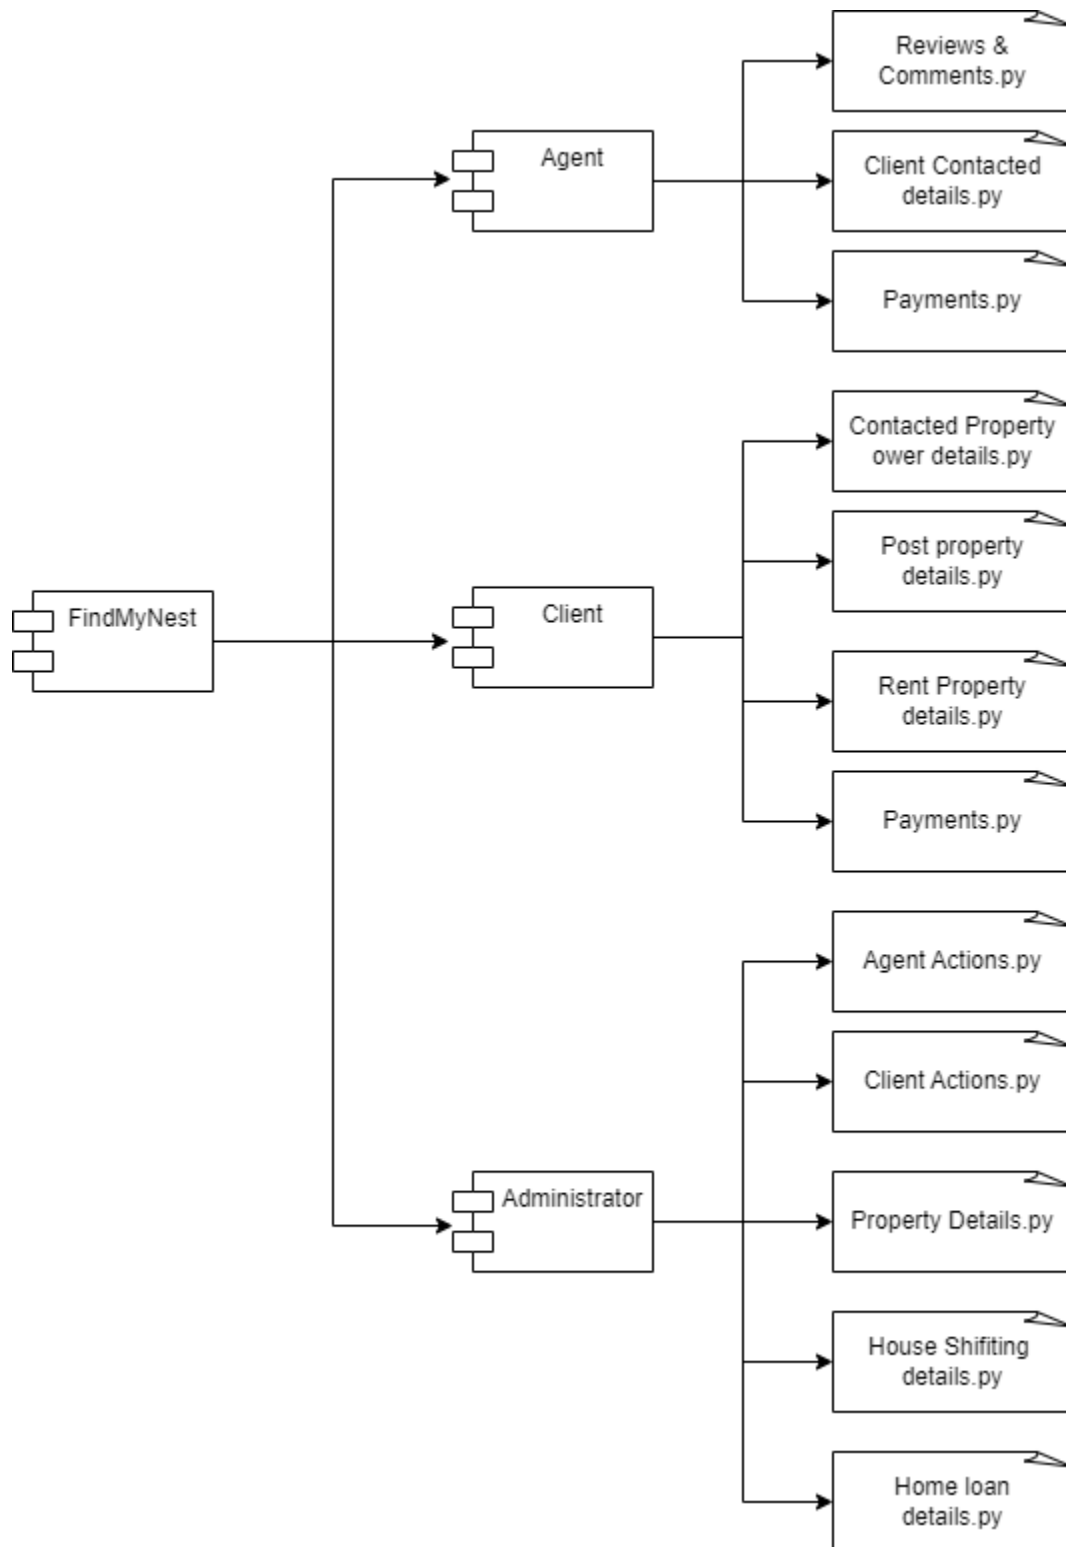 Reviews &
Comments.py
Agent
Client Contacted
details.py
Payments.py
Contacted Property
ower details.py
Post property
details.py
FindMyNest
Client
Rent Property
details.py
Payments.py
Agent Actions.py
Client Actions.py
Administrator
Property Details.py
House Shifiting
details.py
Home loan
details.py